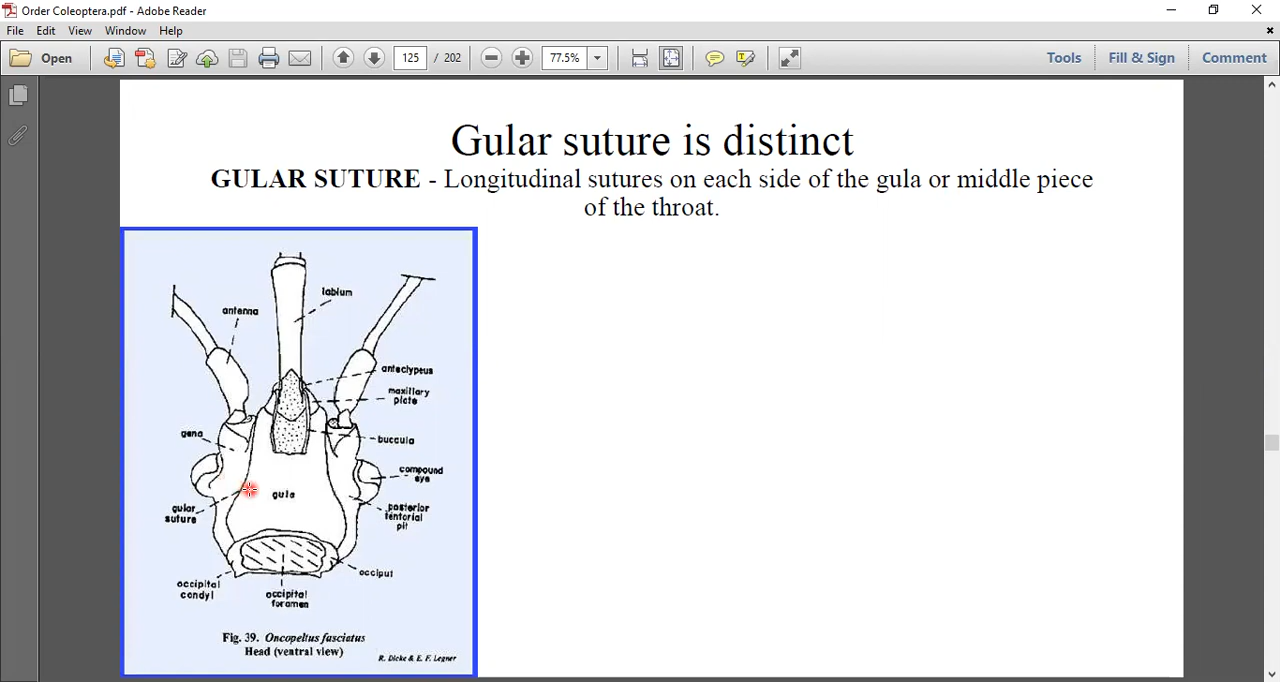 Order Coleoptera.pdf - Adobe Reader
File Edit View Window Help
Open 125 / 202 77.5% Tools Fill & Sign Comment
Gular suture is distinct
GULAR SUTURE - Longitudinal sutures on each side of the gula or middle piece
of the throat.
labium
antenna
anteclypeus
maxillary
plate
gena
buccula
compound
eye
gula
gular
suture
posterior
tentorial
pit
occiput
occipital
condyl
occipital
foramen
Fig. 39. Oncopeltus fasciatus
Head (ventral view)
R. Dicke & E. F. Legner